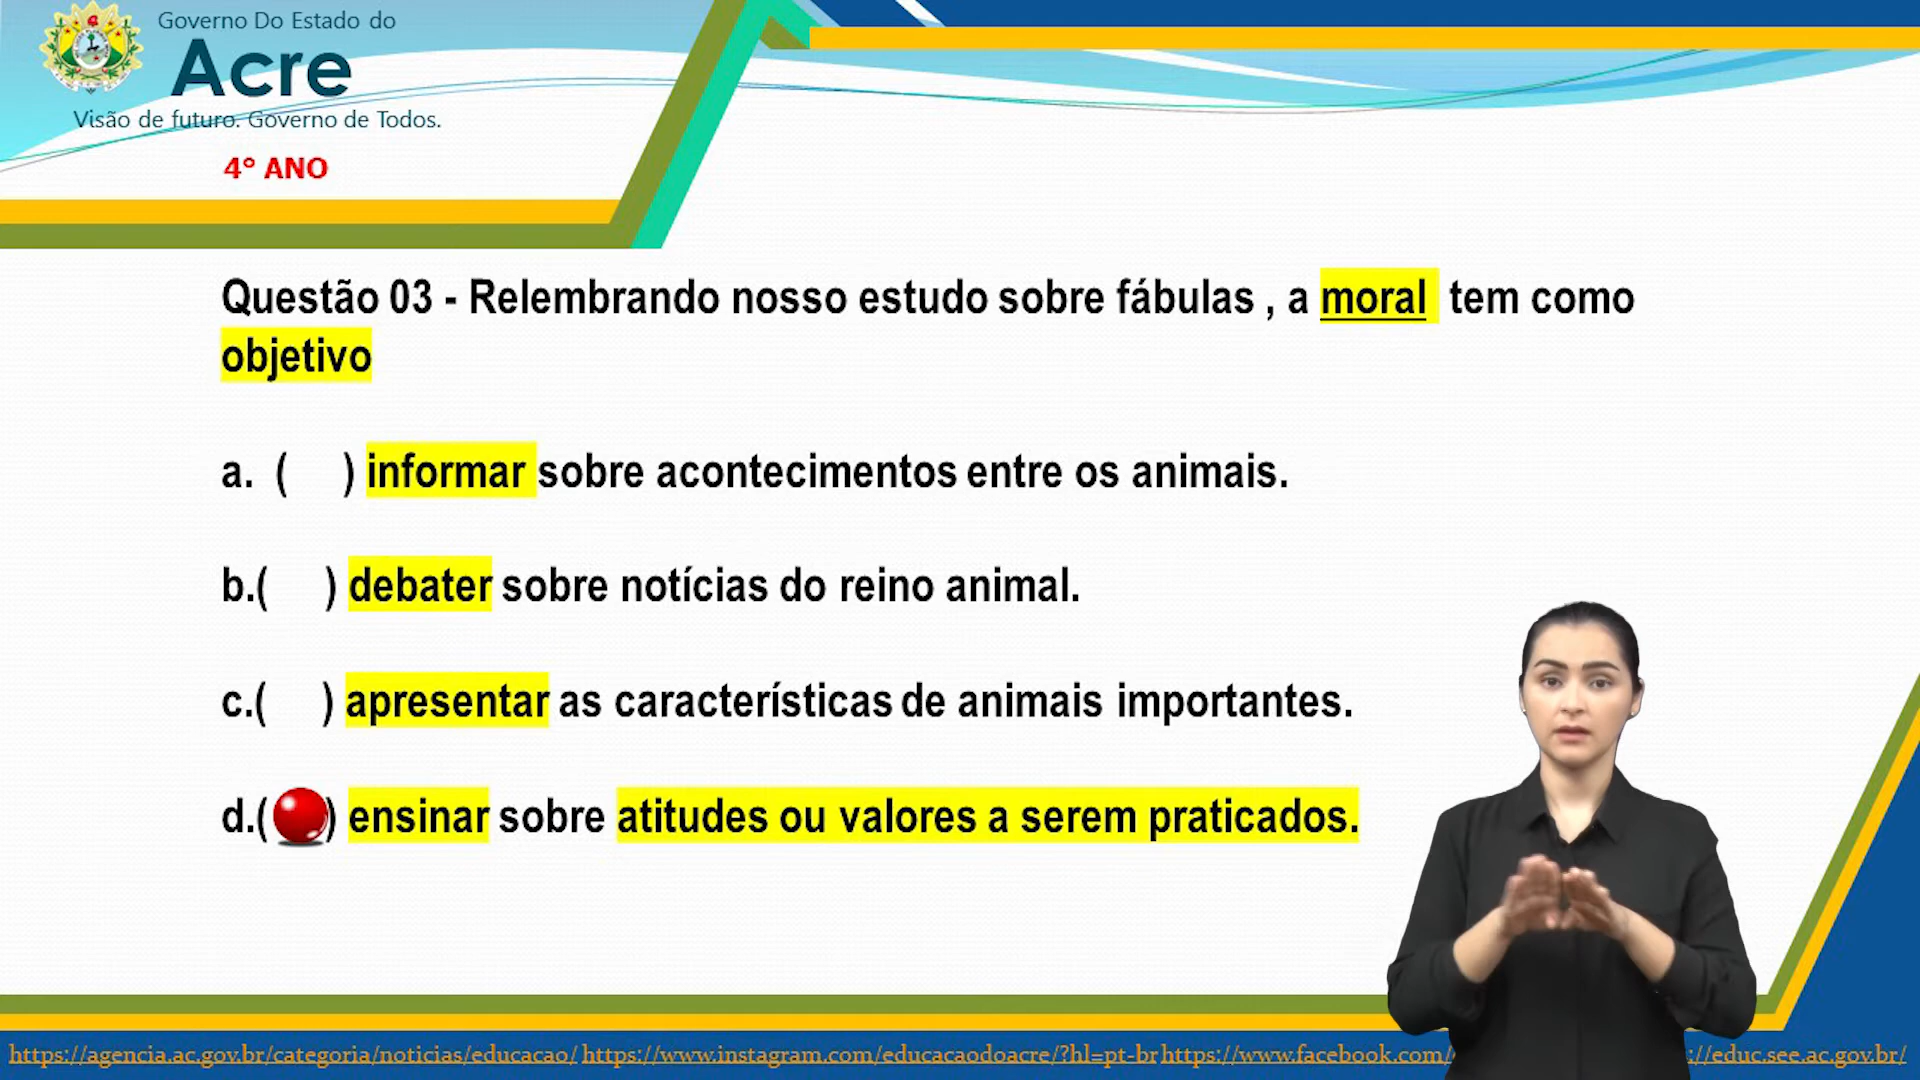 Governo Do Estado do
Acre
Visão de futuro. Governo de Todos.
4° ANO
Questão 03 - Relembrando nosso estudo sobre fábulas , a moral tem como
objetivo
a. ( ) informar sobre acontecimentos entre os animais.
b.( ) debater sobre notícias do reino animal.
c.( ) apresentar as características de animais importantes.
d.( ) ensinar sobre atitudes ou valores a serem praticados.
https://agencia.ac.gov.br/categoria/noticias/educacao/ https://www.instagram.com/educacaodoacre/?hl=pt-brhttps://www.facebook.com/ ://educ.see.ac.gov.br/